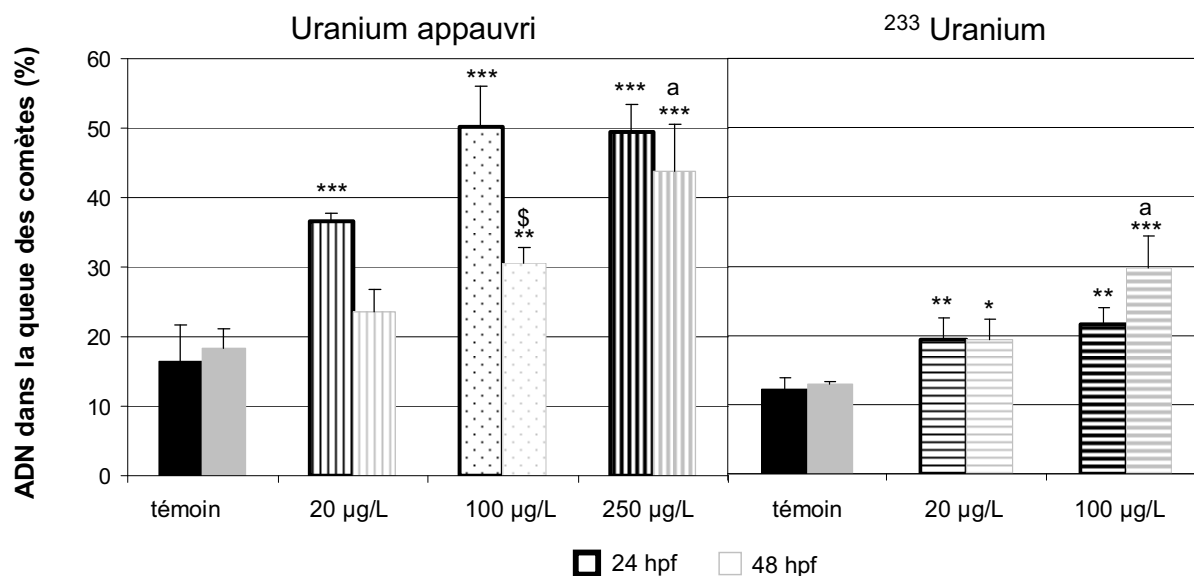 Uranium appauvri
233 Uranium
ADN dans la queue des comètes (%)
60
50
40
30
20
10
0
***
***
$
**
***
a
***
**
*
**
a
***
témoin
20 µg/L
100 µg/L
250 µg/L
témoin
20 µg/L
100 µg/L
24 hpf
48 hpf